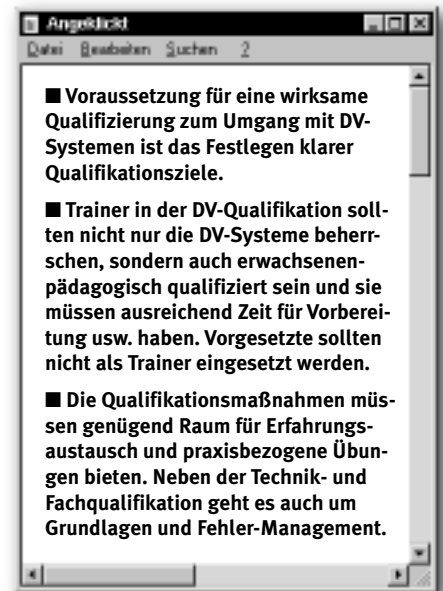 Angeklickt
Datei Bearbeiten Suchen ?
■ Voraussetzung für eine wirksame
Qualifizierung zum Umgang mit DV-
Systemen ist das Festlegen klarer
Qualifikationsziele.
■ Trainer in der DV-Qualifikation soll-
ten nicht nur die DV-Systeme beherr-
schen, sondern auch erwachsenen-
pädagogisch qualifiziert sein und sie
müssen ausreichend Zeit für Vorberei-
tung usw. haben. Vorgesetzte sollten
nicht als Trainer eingesetzt werden.
■ Die Qualifikationsmaßnahmen müs-
sen genügend Raum für Erfahrungs-
austausch und praxisbezogene Übun-
gen bieten. Neben der Technik- und
Fachqualifikation geht es auch um
Grundlagen und Fehler-Management.